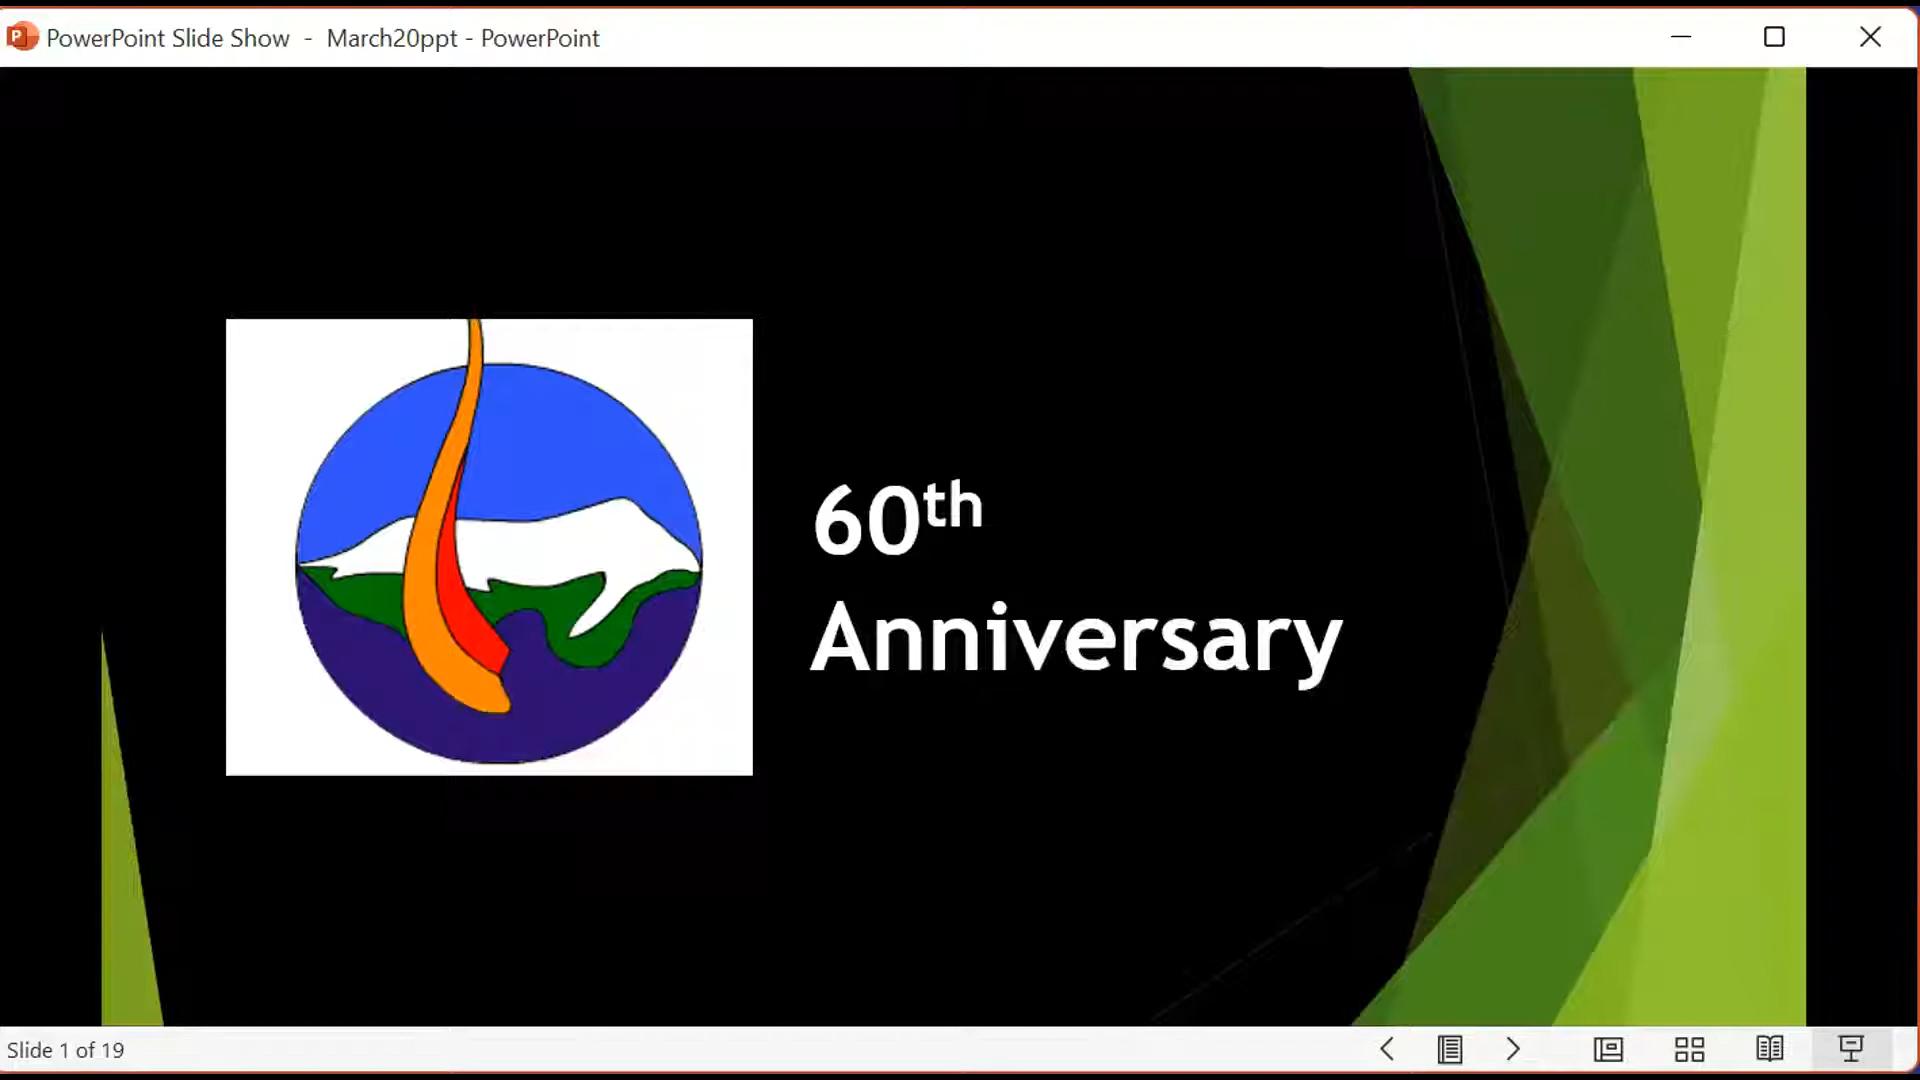 PowerPoint Slide Show - March20ppt - PowerPoint
60th
Anniversary
Slide 1 of 19